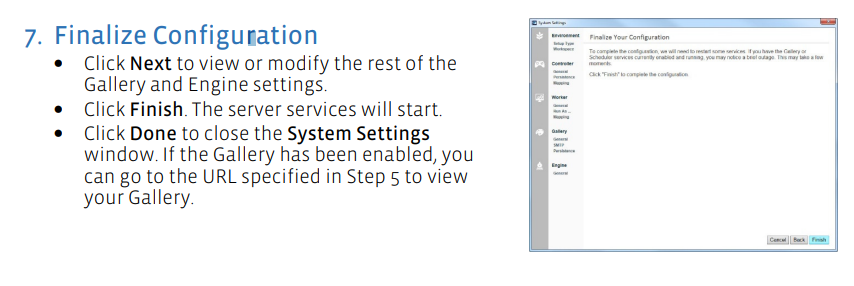 7. Finalize Configuration
• Click Next to view or modify the rest of the
Gallery and Engine settings.
• Click Finish. The server services will start.
• Click Done to close the System Settings
window. If the Gallery has been enabled, you
can go to the URL specified in Step 5 to view
your Gallery.
System Settings
Environment
Setup Type
Workspace
Controller
General
Persistence
Mapping
Worker
General
Run As ...
Mapping
Gallery
General
SMTP
Persistence
Engine
General
Finalize Your Configuration
To complete the configuration, we will need to restart some services. If you have the Gallery or
Scheduler services currently enabled and running, you may notice a brief outage. This may take a few
moments.
Click "Finish" to complete the configuration.
Cancel Back Finish